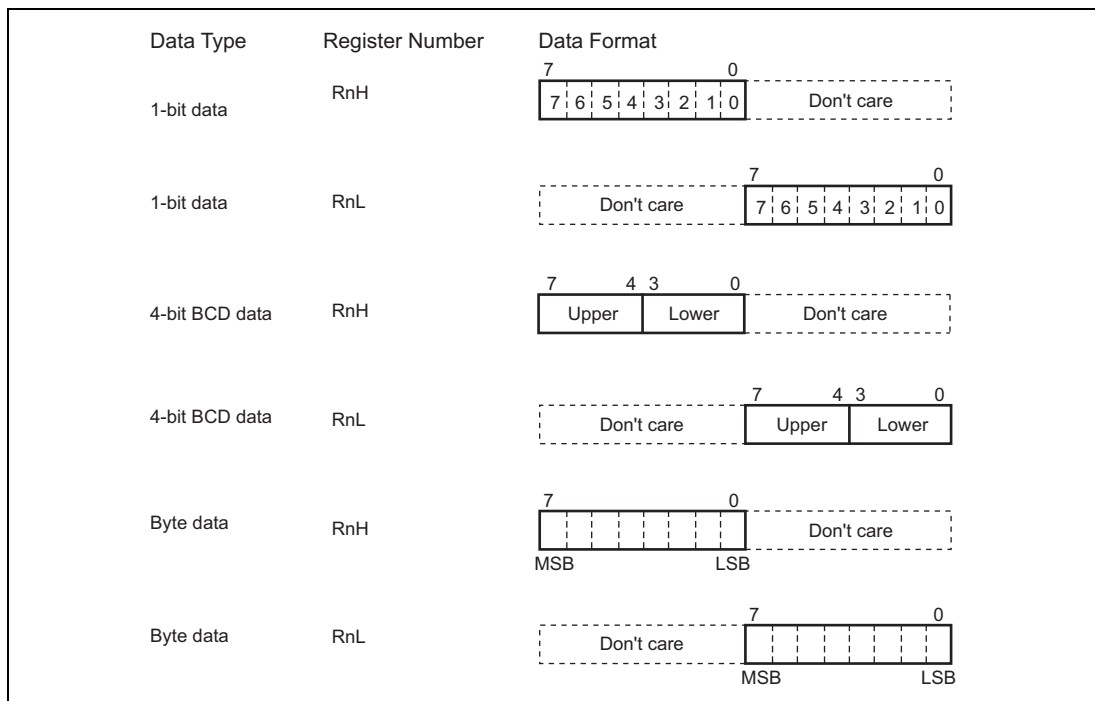 Data Type Register Number Data Format
7 0
1-bit data RnH 7 6 5 4 3 2 1 0 Don't care
7 0
1-bit data RnL Don't care 7 6 5 4 3 2 1 0
7 4 3 0
4-bit BCD data RnH Upper Lower Don't care
7 4 3 0
4-bit BCD data RnL Don't care Upper Lower
7 0
Byte data RnH Don't care
MSB LSB
7 0
Byte data RnL Don't care
MSB LSB